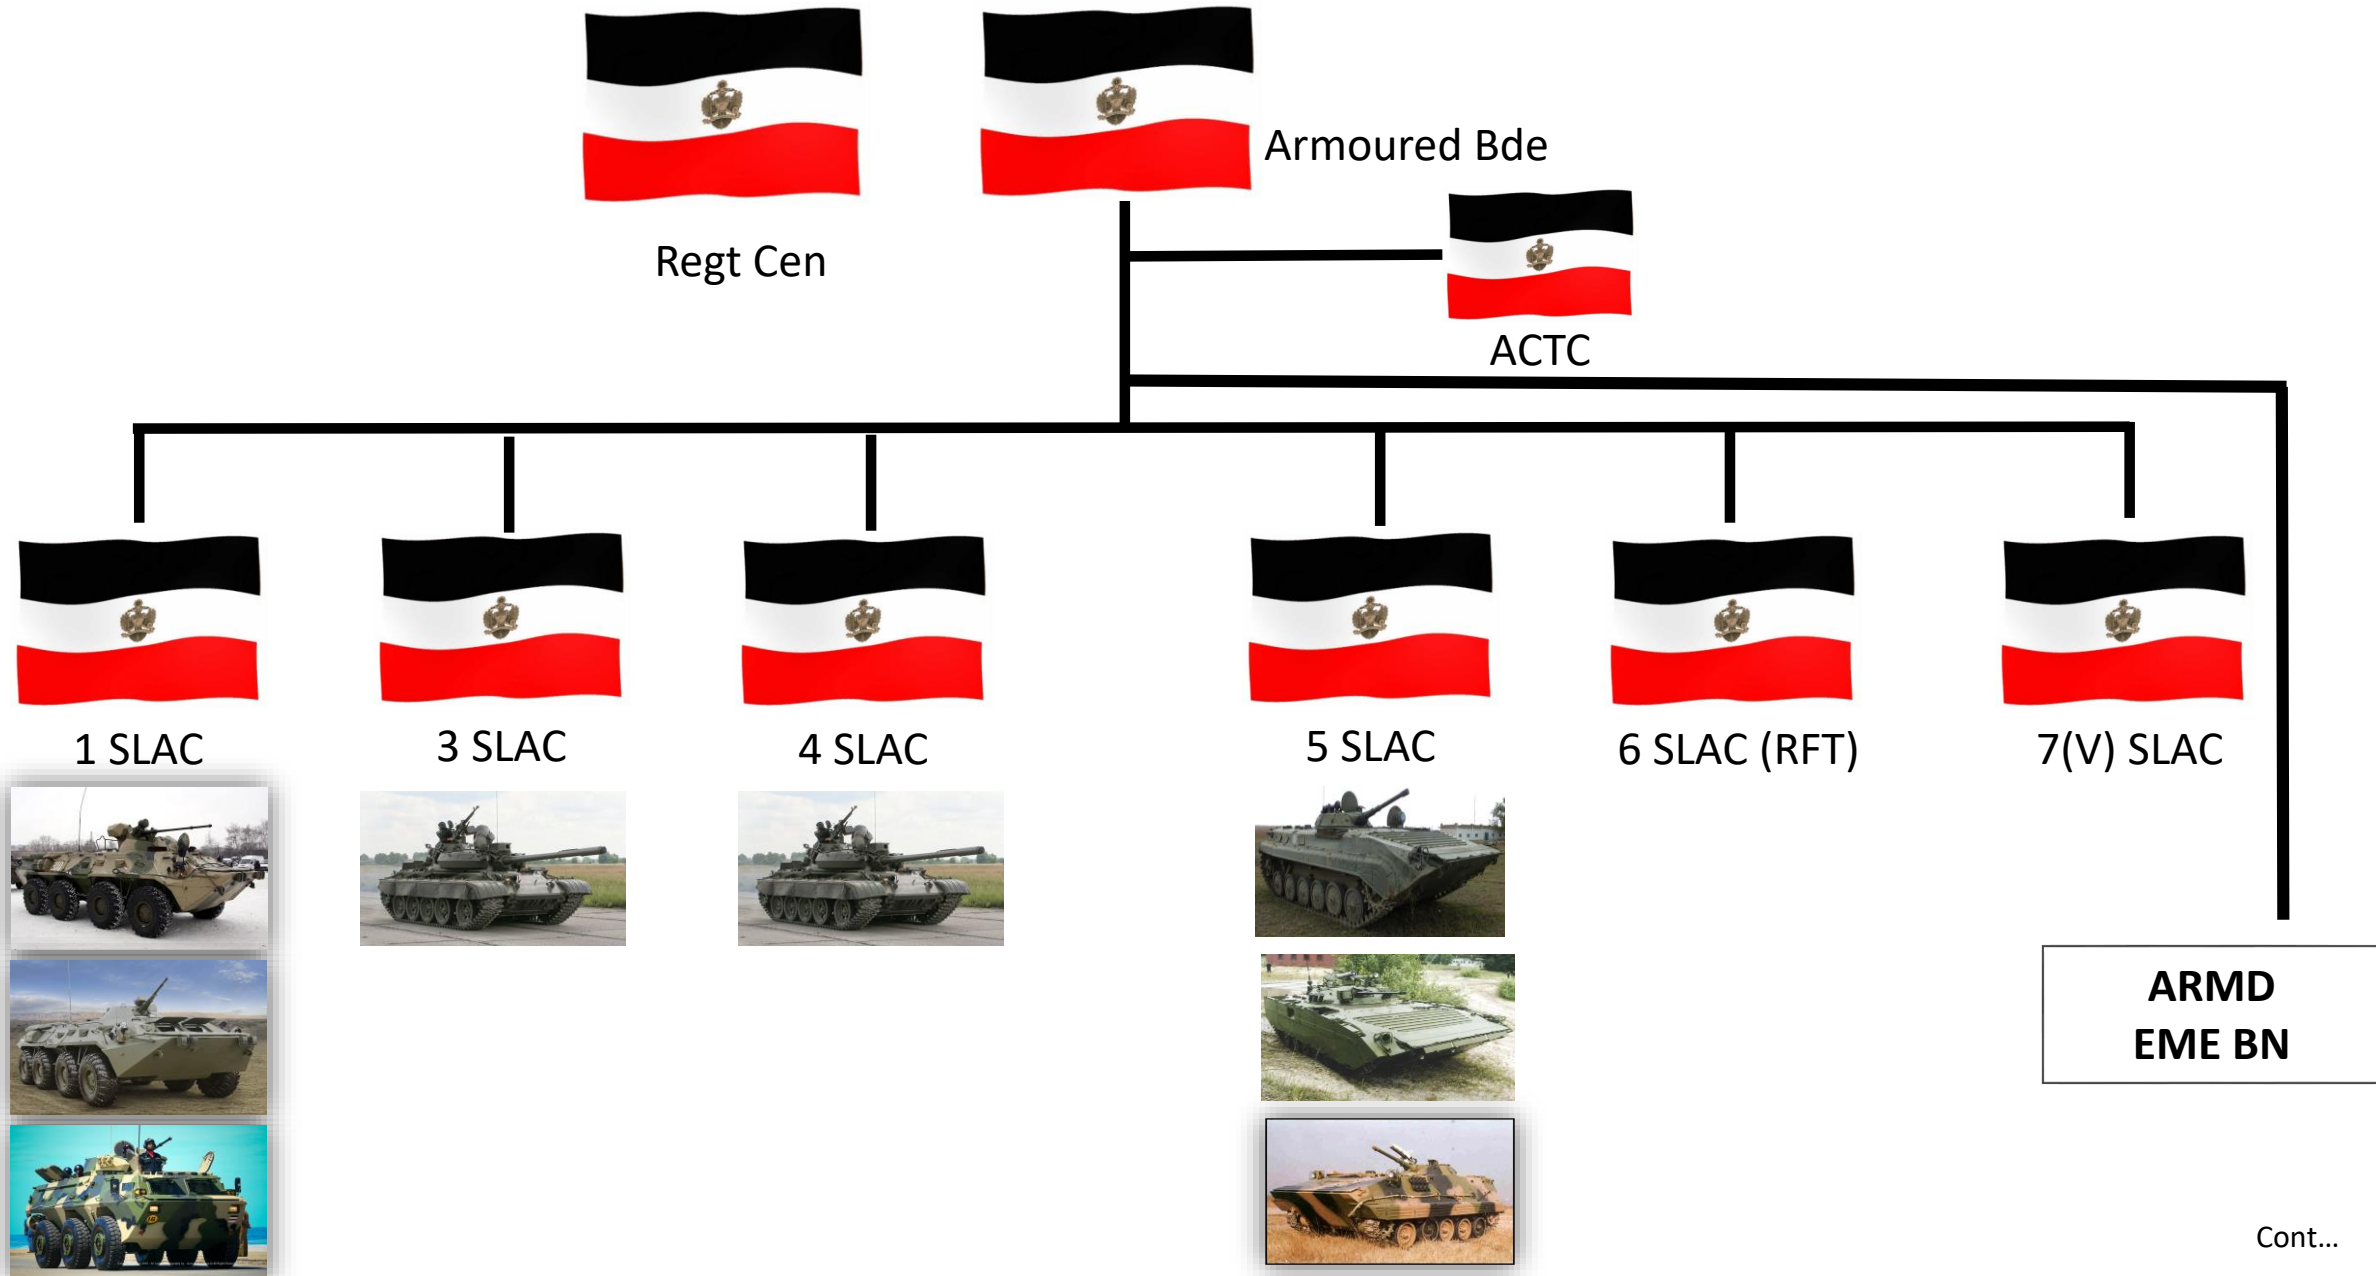 Armoured Bde
Regt Cen
ACTC
1 SLAC
3 SLAC
4 SLAC
5 SLAC
6 SLAC (RFT)
7(V) SLAC
ARMD
EME BN
Cont…